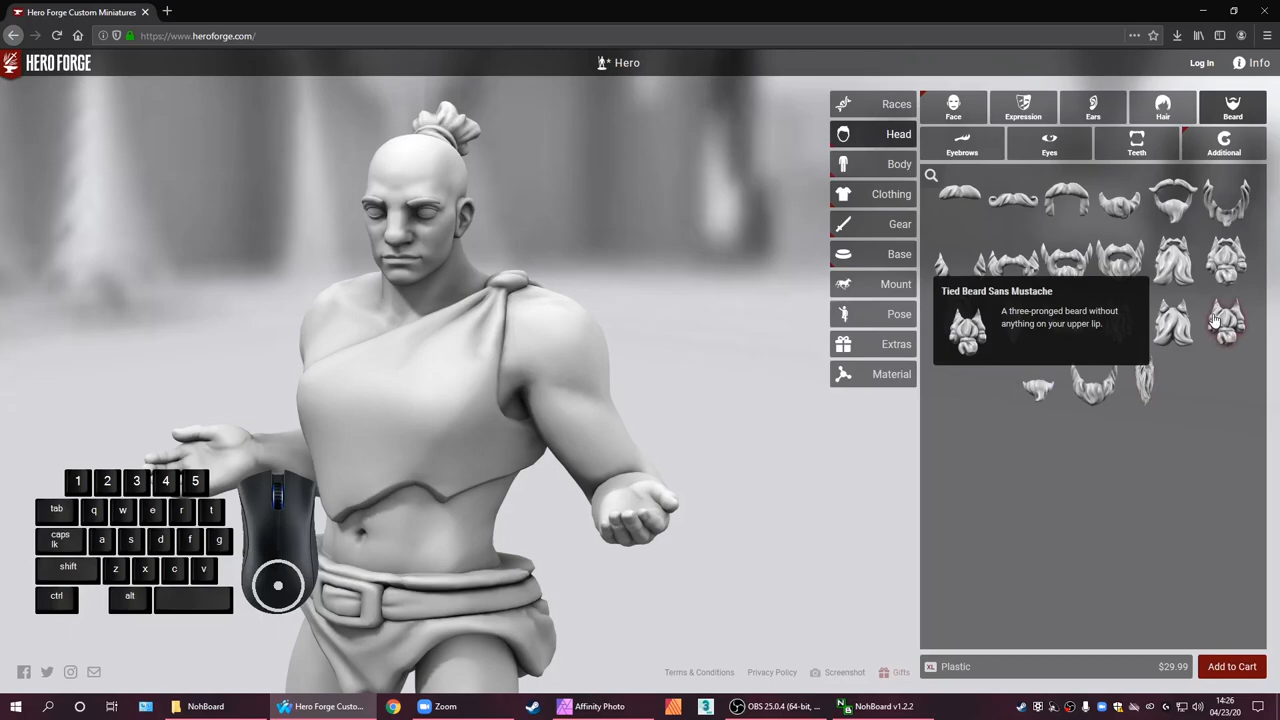 Hero Forge Custom Miniatures
https://www.heroforge.com/
HERO FORGE
* Hero
Log In
Info
Races
Head
Body
Clothing
Gear
Base
Mount
Pose
Extras
Material
Face
Expression
Ears
Hair
Beard
Eyebrows
Eyes
Teeth
Additional
Tied Beard Sans Mustache
A three-pronged beard without
anything on your upper lip.
1 2 3 4 5
tab q w e r t
caps
lk a s d f g
shift z x c v
ctrl alt
Terms & Conditions Privacy Policy Screenshot Gifts
XL Plastic $29.99 Add to Cart
NohBoard
Hero Forge Custo...
Zoom
Affinity Photo
3
OBS 25.0.4 (64-bit, ...
NohBoard v1.2.2
14:26
04/23/20